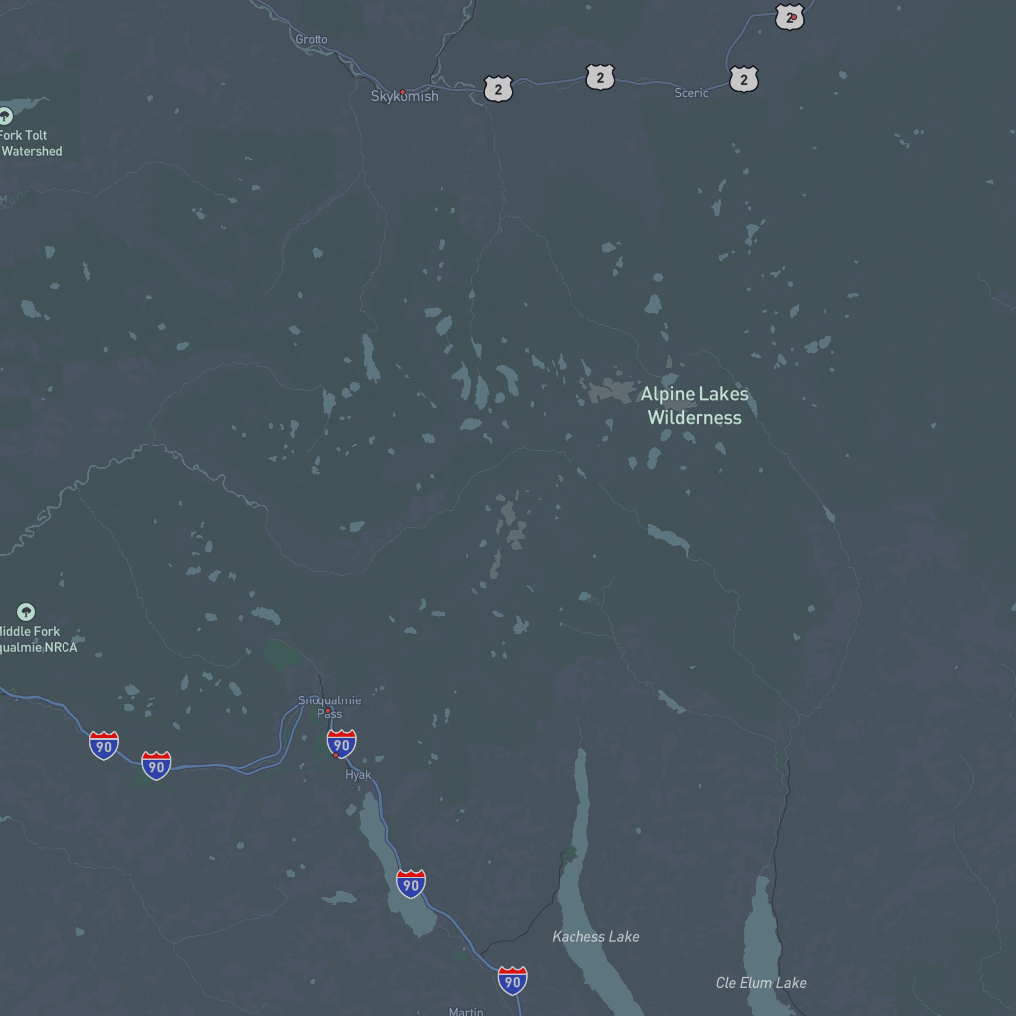 2
Grotto
2
2
2
Sceric
Skykomish
Fork Tolt
Watershed
Alpine Lakes
Wilderness
Middle Fork
qualmie NRCA
Snoqualmie
Pass
90
90
90
Hyak
90
Kachess Lake
90
Cle Elum Lake
Martin